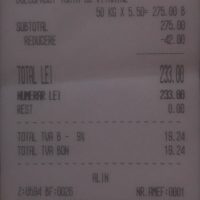 50 KG X 5.50= 275.00 B
SUBTOTAL 275.00
REDUCERE -42.00
TOTAL LEI 233.00
NUMERAR LEI 233.00
REST 0.00
TOTAL TVA B - 9% 19.24
TOTAL TVA BON 19.24
ALIN
Z:0594 BF:0026 NR.AMEF:0001